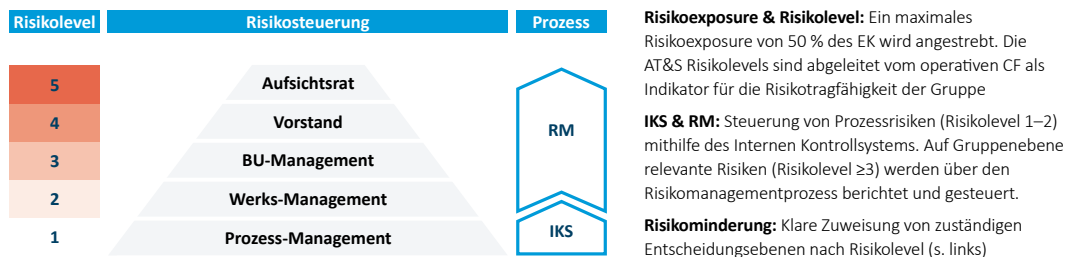 Risikolevel Risikosteuerung Prozess
5 Aufsichtsrat
4 Vorstand
3 BU-Management
2 Werks-Management
1 Prozess-Management
RM
IKS
Risikoexposure & Risikolevel: Ein maximales
Risikoexposure von 50 % des EK wird angestrebt. Die
AT&S Risikolevels sind abgeleitet vom operativen CF als
Indikator für die Risikotragfähigkeit der Gruppe
IKS & RM: Steuerung von Prozessrisiken (Risikolevel 1–2)
mithilfe des Internen Kontrollsystems. Auf Gruppenebene
relevante Risiken (Risikolevel ≥3) werden über den
Risikomanagementprozess berichtet und gesteuert.
Risikominderung: Klare Zuweisung von zuständigen
Entscheidungsebenen nach Risikolevel (s. links)